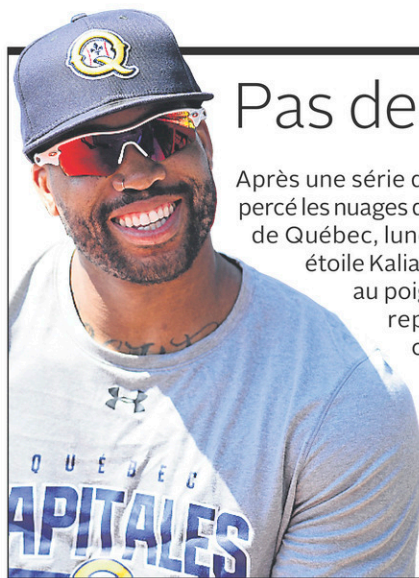 Q
Pas de
Après une série
percé les nuages
de Québec, lun
étoile Kalia
au poig
rep
QUÉBEC
APITALES
Q